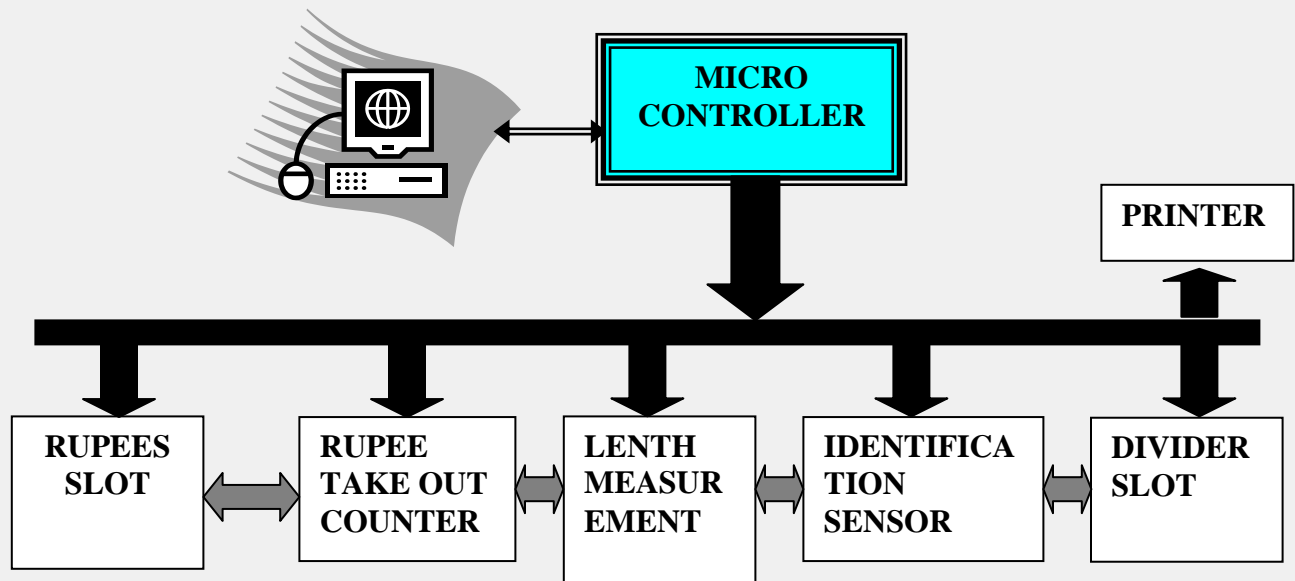 MICRO
CONTROLLER
PRINTER
RUPEES
SLOT
RUPEE
TAKE OUT
COUNTER
LENTH
MEASUR
EMENT
IDENTIFICA
TION
SENSOR
DIVIDER
SLOT